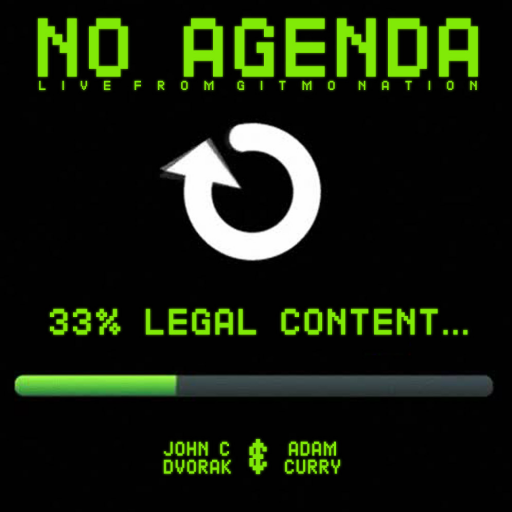 NO AGENDA
LIVE FROM GITMO NATION
33% LEGAL CONTENT...
JOHN C & ADAM
DVORAK CURRY